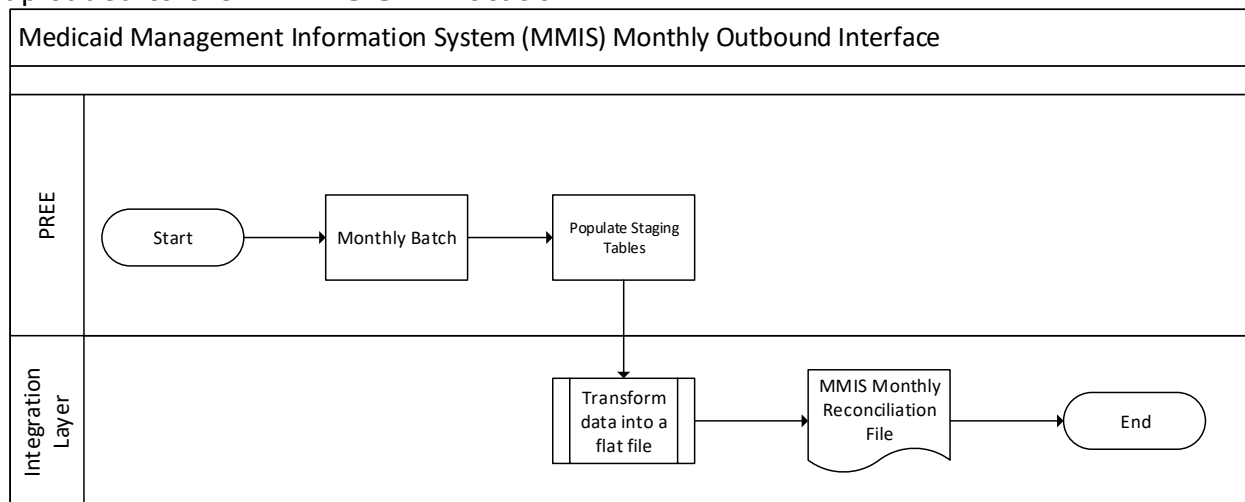 Medicaid Management Information System (MMIS) Monthly Outbound Interface
PREE
Start
Monthly Batch
Populate Staging
Tables
Integration
Layer
Transform
data into a
flat file
MMIS Monthly
Reconciliation
File
End